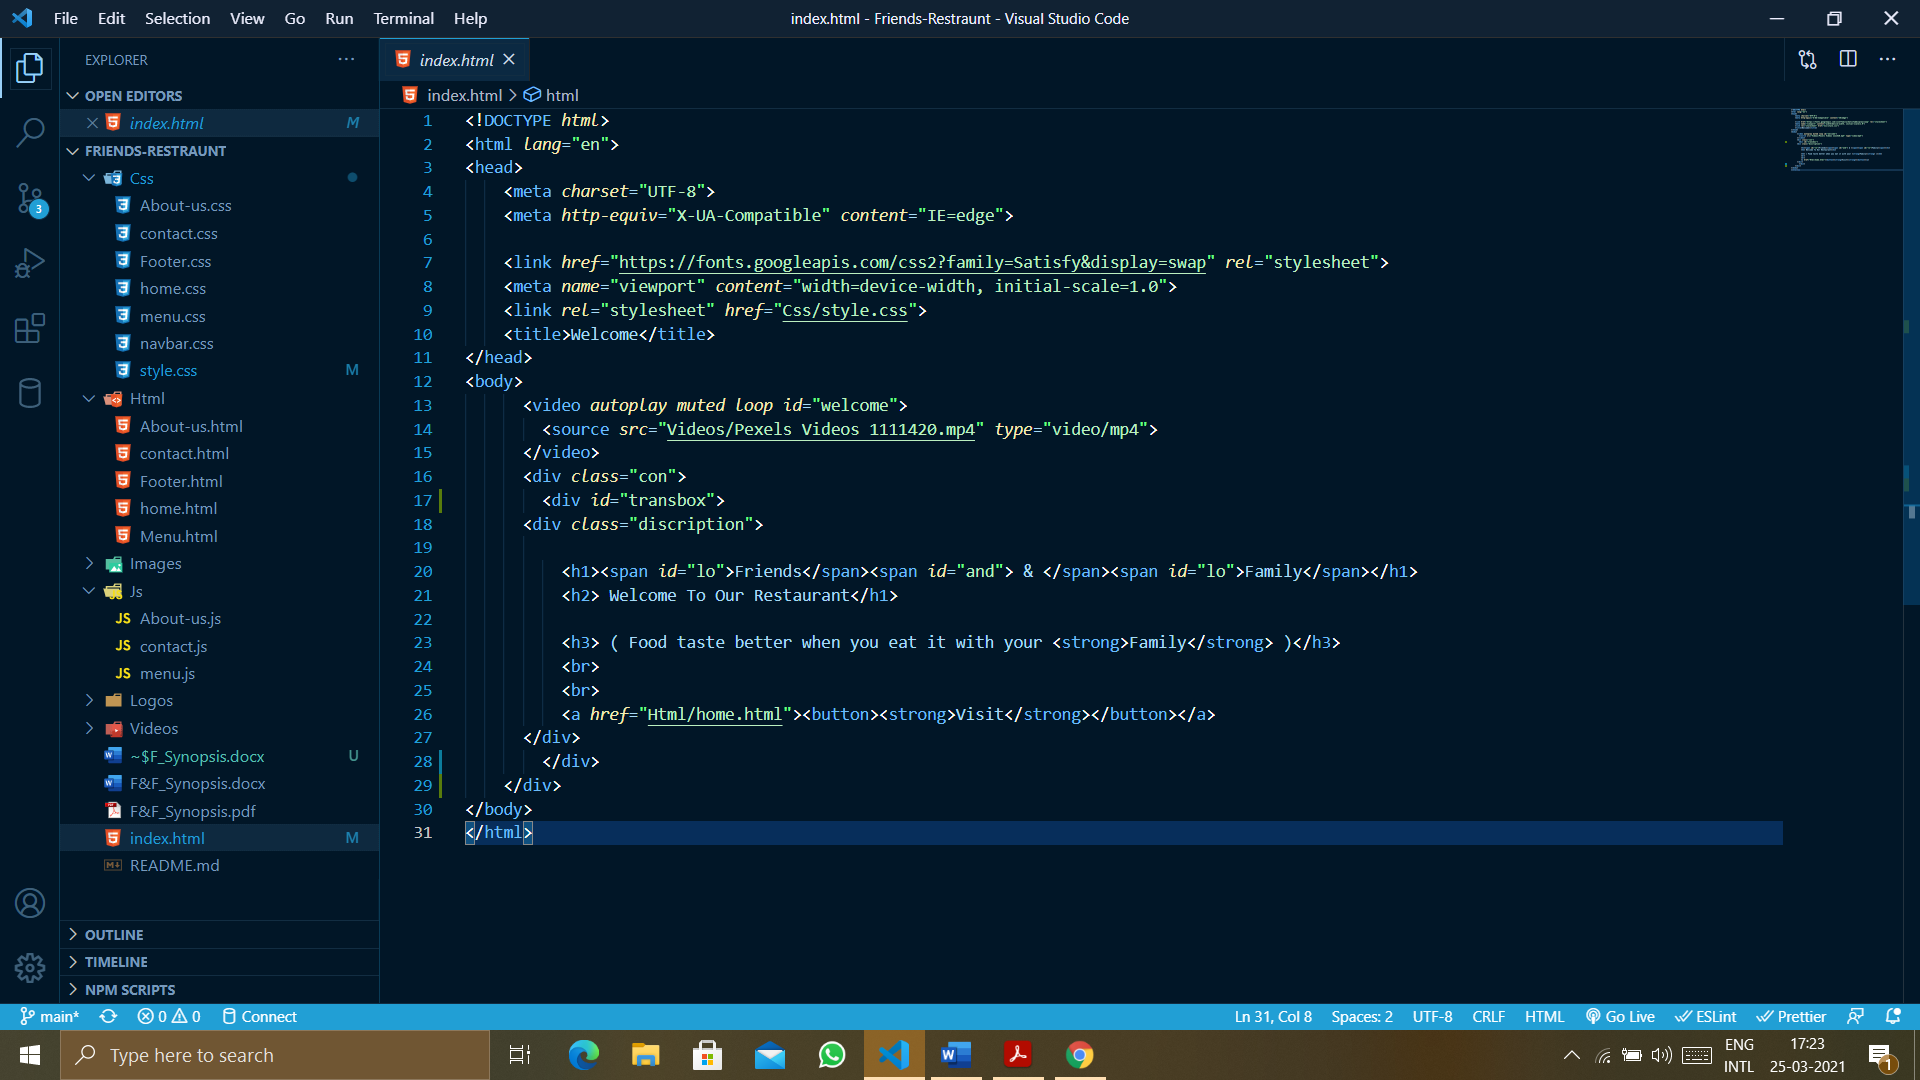 File Edit Selection View Go Run Terminal Help
index.html - Friends-Restraunt - Visual Studio Code
EXPLORER
OPEN EDITORS
index.html M
FRIENDS-RESTRAUNT
Css
About-us.css
contact.css
Footer.css
home.css
menu.css
navbar.css
style.css M
Html
About-us.html
contact.html
Footer.html
home.html
Menu.html
Images
JS
About-us.js
contact.js
menu.js
Logos
Videos
~$F_Synopsis.docx U
F&F_Synopsis.docx
F&F_Synopsis.pdf
index.html M
README.md
OUTLINE
TIMELINE
NPM SCRIPTS
3
index.html
index.html > html
1 <!DOCTYPE html>
2 <html lang="en">
3 <head>
4 <meta charset="UTF-8">
5 <meta http-equiv="X-UA-Compatible" content="IE=edge">
6
7 <link href="https://fonts.googleapis.com/css2?family=Satisfy&display=swap" rel="stylesheet">
8 <meta name="viewport" content="width=device-width, initial-scale=1.0">
9 <link rel="stylesheet" href="Css/style.css">
10 <title>Welcome</title>
11 </head>
12 <body>
13 <video autoplay muted loop id="welcome">
14 <source src="Videos/Pexels Videos 1111420.mp4" type="video/mp4">
15 </video>
16 <div class="con">
17 <div id="transbox">
18 <div class="discription">
19
20 <h1><span id="lo">Friends</span><span id="and"> & </span><span id="lo">Family</span></h1>
21 <h2> Welcome To Our Restaurant</h1>
22
23 <h3> ( Food taste better when you eat it with your <strong>Family</strong> )</h3>
24 <br>
25 <br>
26 <a href="Html/home.html"><button><strong>Visit</strong></button></a>
27 </div>
28 </div>
29 </div>
30 </body>
31 </html>
main* 0 0 Connect
Ln 31, Col 8 Spaces: 2 UTF-8 CRLF HTML Go Live ESLint Prettier
Type here to search
ENG
INTL
17:23
25-03-2021
1